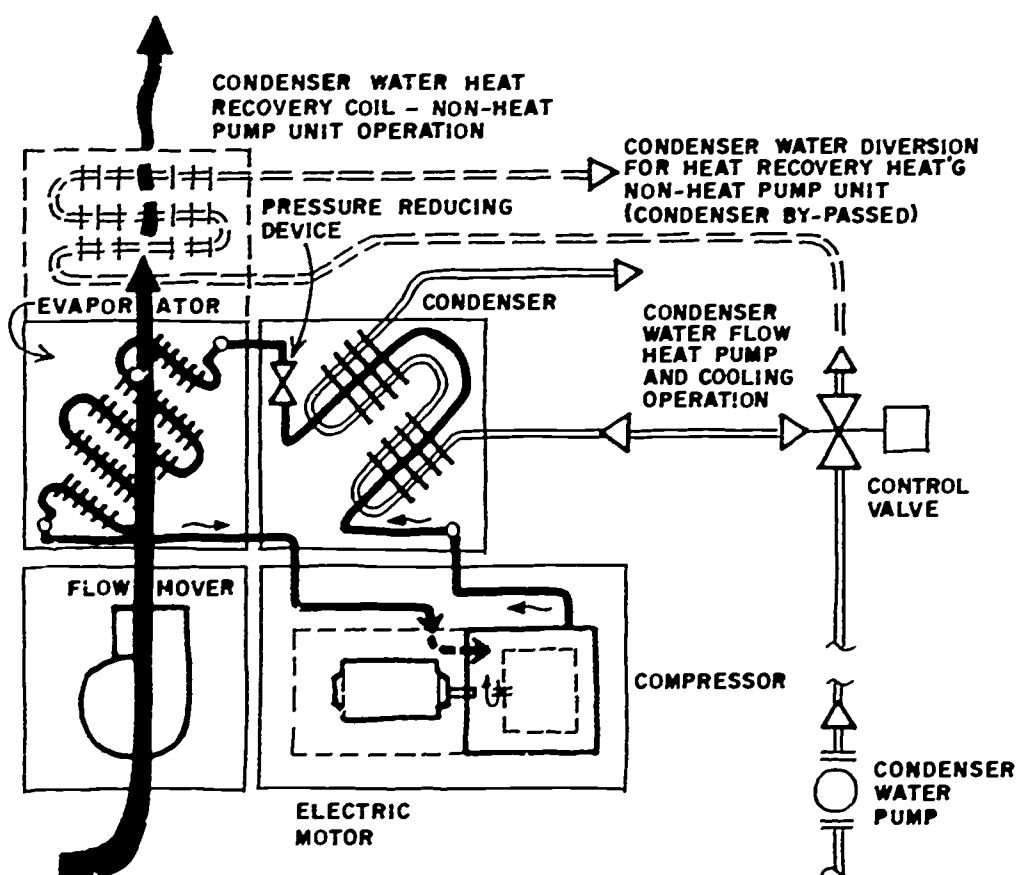 CONDENSER WATER HEAT
RECOVERY COIL - NON-HEAT
PUMP UNIT OPERATION
CONDENSER WATER DIVERSION
FOR HEAT RECOVERY HEAT'G
NON-HEAT PUMP UNIT
(CONDENSER BY-PASSED)
PRESSURE REDUCING
DEVICE
EVAPORATOR
CONDENSER
CONDENSER
WATER FLOW
HEAT PUMP
AND COOLING
OPERATION
CONTROL
VALVE
FLOW MOVER
COMPRESSOR
ELECTRIC
MOTOR
CONDENSER
WATER
PUMP